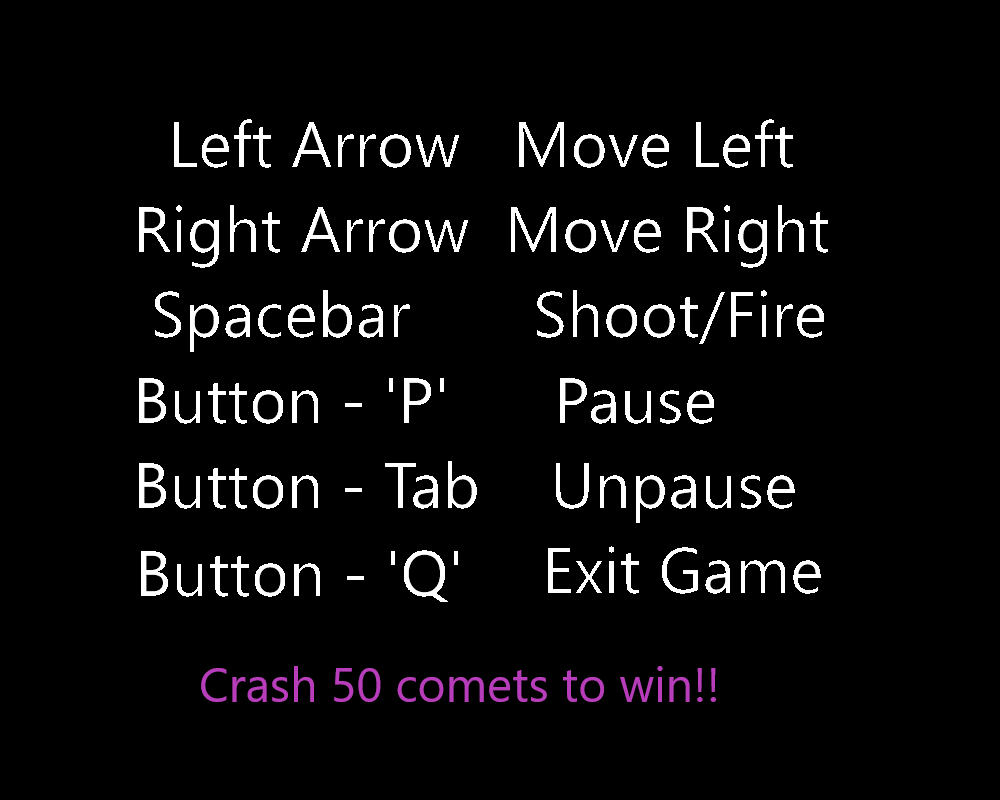 Left Arrow Move Left
Right Arrow Move Right
Spacebar Shoot/Fire
Button - 'P' Pause
Button - Tab Unpause
Button - 'Q' Exit Game
Crash 50 comets to win!!